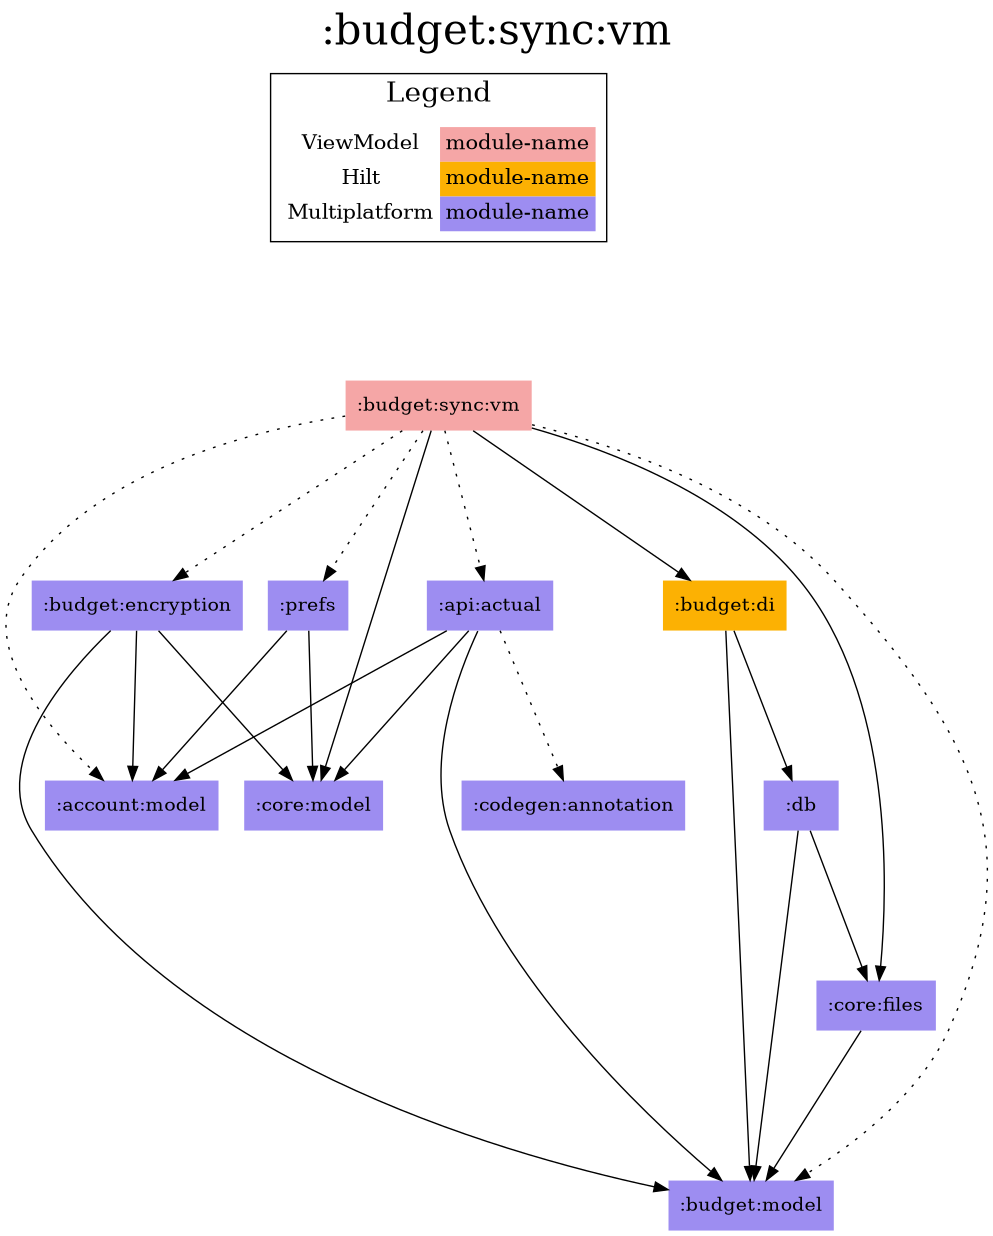 :budget:sync:vm
Legend
ViewModel module-name
Hilt module-name
Multiplatform module-name
:budget:sync:vm
:budget:encryption
:prefs
:api:actual
:budget:di
:account:model
:core:model
:codegen:annotation
:db
:core:files
:budget:model